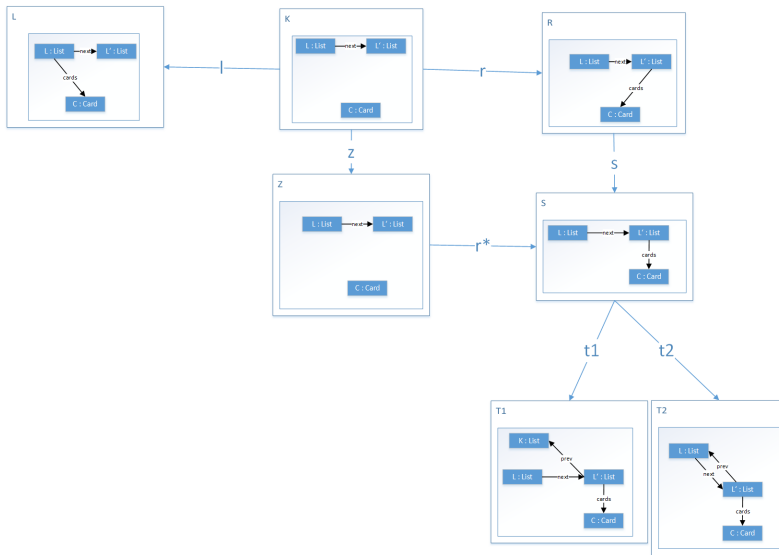 L
K
R
L : List
next
L' : List
cards
C : Card
l
L : List
next
L' : List
C : Card
r
L : List
next
L' : List
cards
C : Card
Z
S
Z
L : List
next
L' : List
C : Card
r*
S
L : List
next
L' : List
cards
C : Card
t1
t2
T1
K : List
prev
L : List
next
L' : List
cards
C : Card
T2
L : List
prev
next
L' : List
cards
C : Card